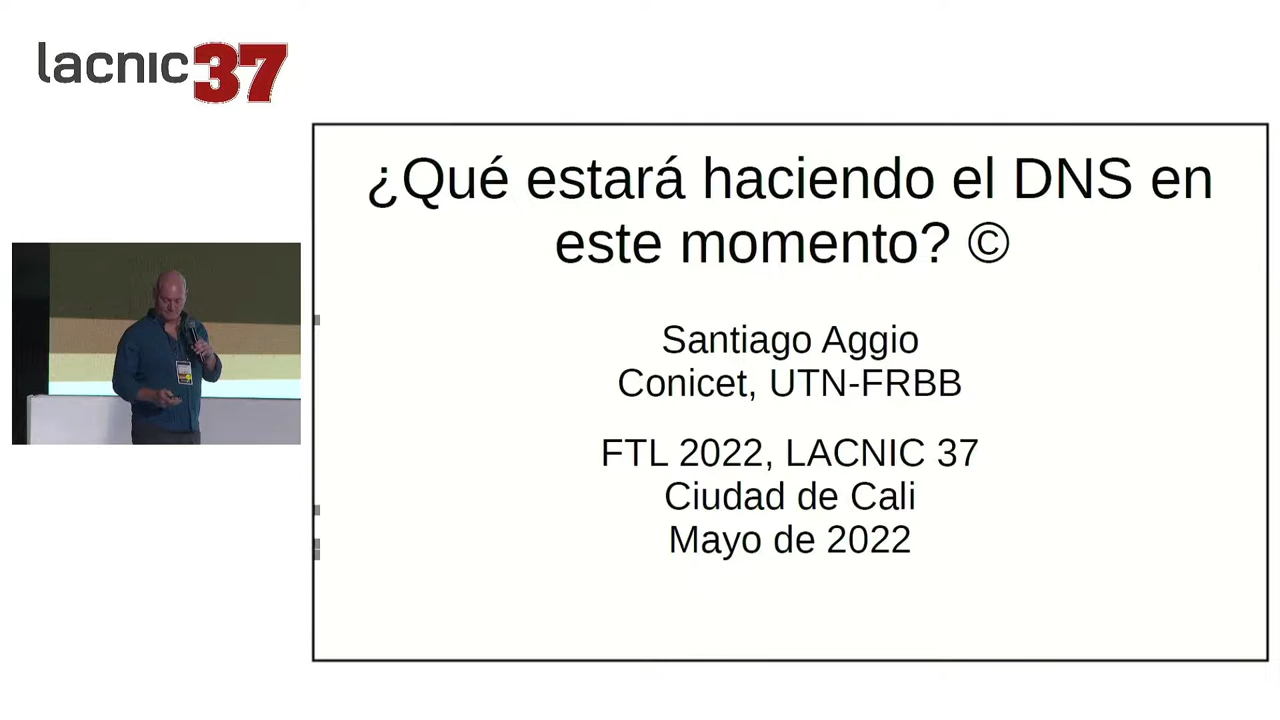 lacnic37
¿Qué estará haciendo el DNS en
este momento? ©
Santiago Aggio
Conicet, UTN-FRBB
FTL 2022, LACNIC 37
Ciudad de Cali
Mayo de 2022